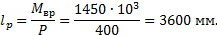 l_р = M_вр / P = 1450 · 10³ / 400 = 3600 мм.